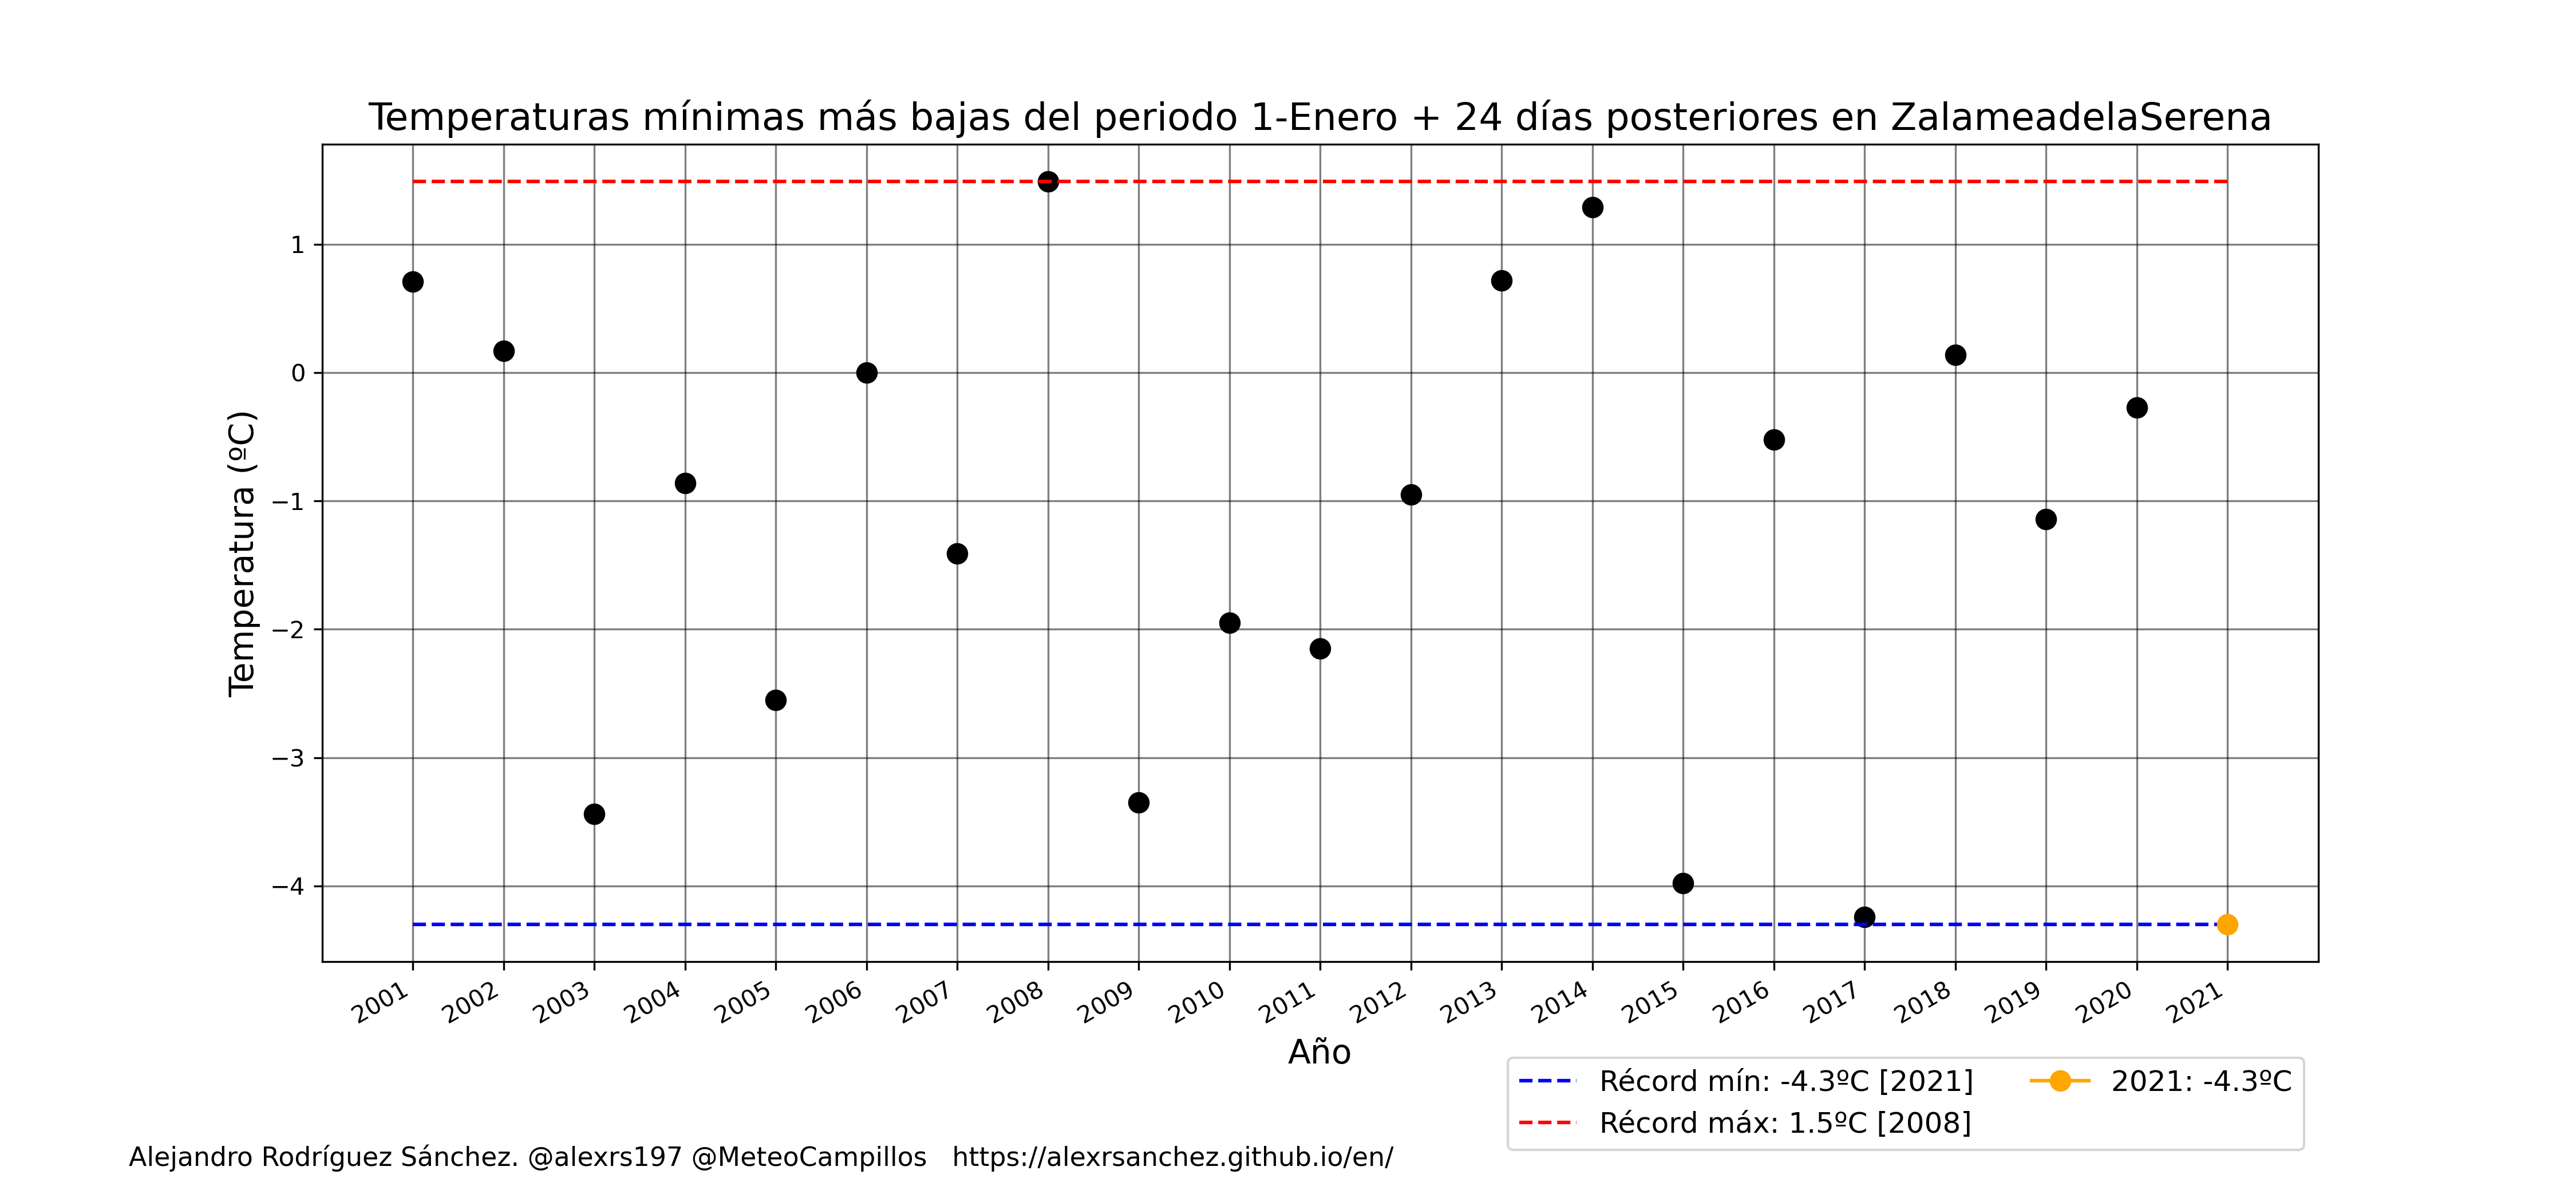 Temperaturas mínimas más bajas del periodo 1-Enero + 24 días posteriores en ZalameadelaSerena
Temperatura (ºC)
1
0
−1
−2
−3
−4
2001 2002 2003 2004 2005 2006 2007 2008 2009 2010 2011 2012 2013 2014 2015 2016 2017 2018 2019 2020 2021
Año
Récord mín: -4.3ºC [2021]
Récord máx: 1.5ºC [2008]
2021: -4.3ºC
Alejandro Rodríguez Sánchez. @alexrs197 @MeteoCampillos https://alexrsanchez.github.io/en/